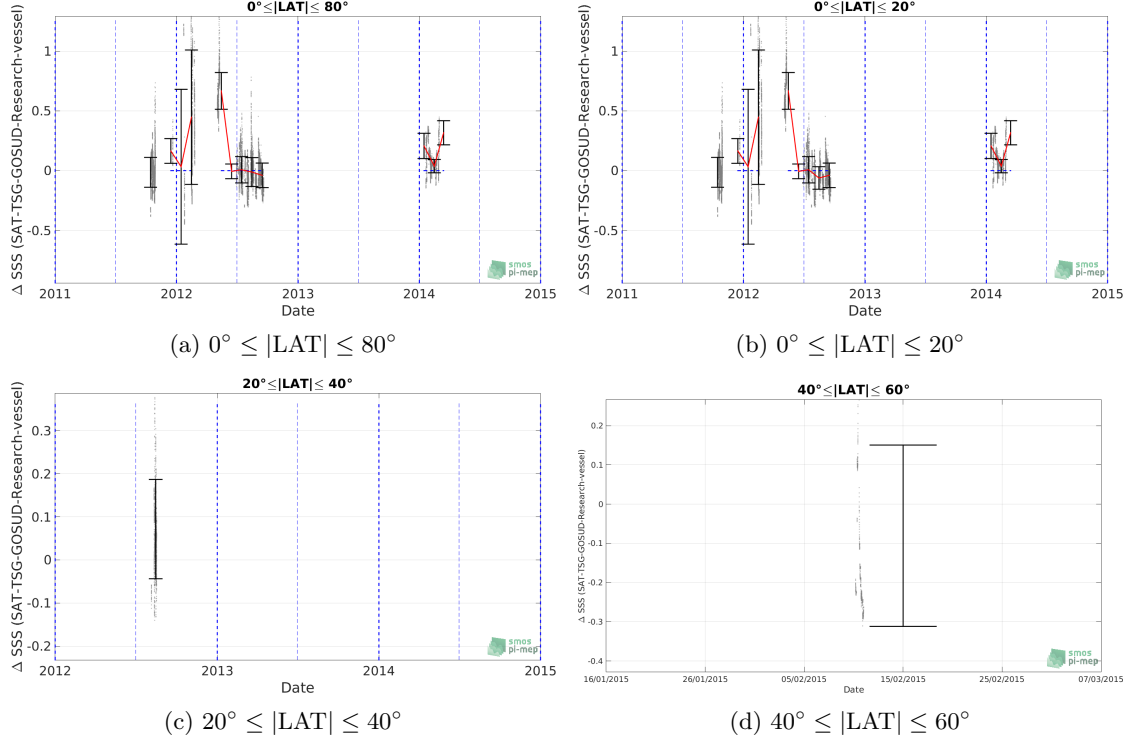 0°≤|LAT|≤ 80°
Δ SSS (SAT-TSG-GOSUD-Research-vessel)
1
0.5
0
-0.5
2011 2012 2013 2014 2015
Date
smos
pi-mep
(a) 0° ≤ |LAT| ≤ 80°
0°≤|LAT|≤ 20°
Δ SSS (SAT-TSG-GOSUD-Research-vessel)
1
0.5
0
-0.5
2011 2012 2013 2014 2015
Date
smos
pi-mep
(b) 0° ≤ |LAT| ≤ 20°
20°≤|LAT|≤ 40°
Δ SSS (SAT-TSG-GOSUD-Research-vessel)
0.3
0.2
0.1
0
-0.1
-0.2
2012 2013 2014 2015
Date
smos
pi-mep
(c) 20° ≤ |LAT| ≤ 40°
40°≤|LAT|≤ 60°
Δ SSS (SAT-TSG-GOSUD-Research-vessel)
0.2
0.1
0
-0.1
-0.2
-0.3
-0.4
16/01/2015 26/01/2015 05/02/2015 15/02/2015 25/02/2015 07/03/2015
Date
smos
pi-mep
(d) 40° ≤ |LAT| ≤ 60°